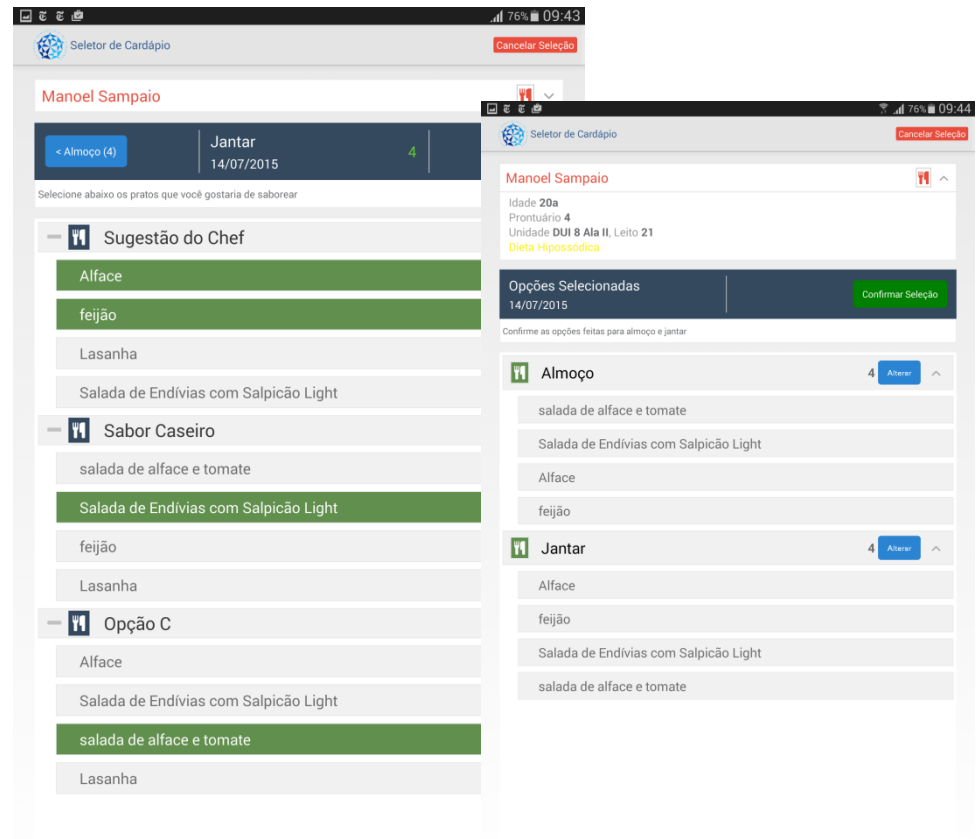 76% 09:43
Seletor de Cardápio
Cancelar Seleção
Manoel Sampaio
< Almoço (4)
Jantar
14/07/2015
4
Selecione abaixo os pratos que você gostaria de saborear
Sugestão do Chef
Alface
feijão
Lasanha
Salada de Endívias com Salpicão Light
Sabor Caseiro
salada de alface e tomate
Salada de Endívias com Salpicão Light
feijão
Lasanha
Opção C
Alface
Salada de Endívias com Salpicão Light
salada de alface e tomate
Lasanha
76% 09:44
Seletor de Cardápio
Cancelar Seleção
Manoel Sampaio
Idade 20a
Prontuário 4
Unidade DUI 8 Ala II, Leito 21
Dieta Hipossódica
Opções Selecionadas
14/07/2015
Confirmar Seleção
Confirme as opções feitas para almoço e jantar
Almoço
4 Alterar
salada de alface e tomate
Salada de Endívias com Salpicão Light
Alface
feijão
Jantar
4 Alterar
Alface
feijão
Salada de Endívias com Salpicão Light
salada de alface e tomate